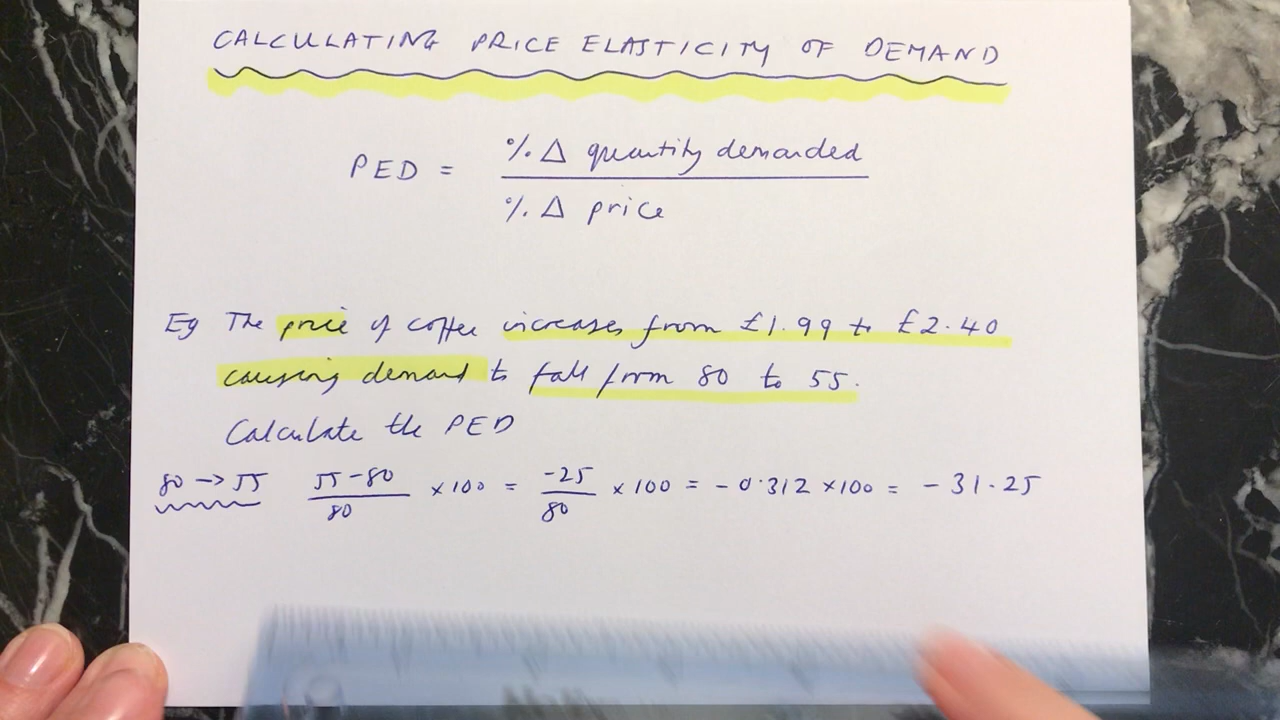 CALCULATING PRICE ELASTICITY OF DEMAND
PED = % Δ quantity demanded
% Δ price
Eg The price of coffee increases from £1.99 to £2.40
causing demand to fall from 80 to 55.
Calculate the PED
80 → 55 55-80/80 ×100 = -25/80 ×100 = -0.312 ×100 = -31.25